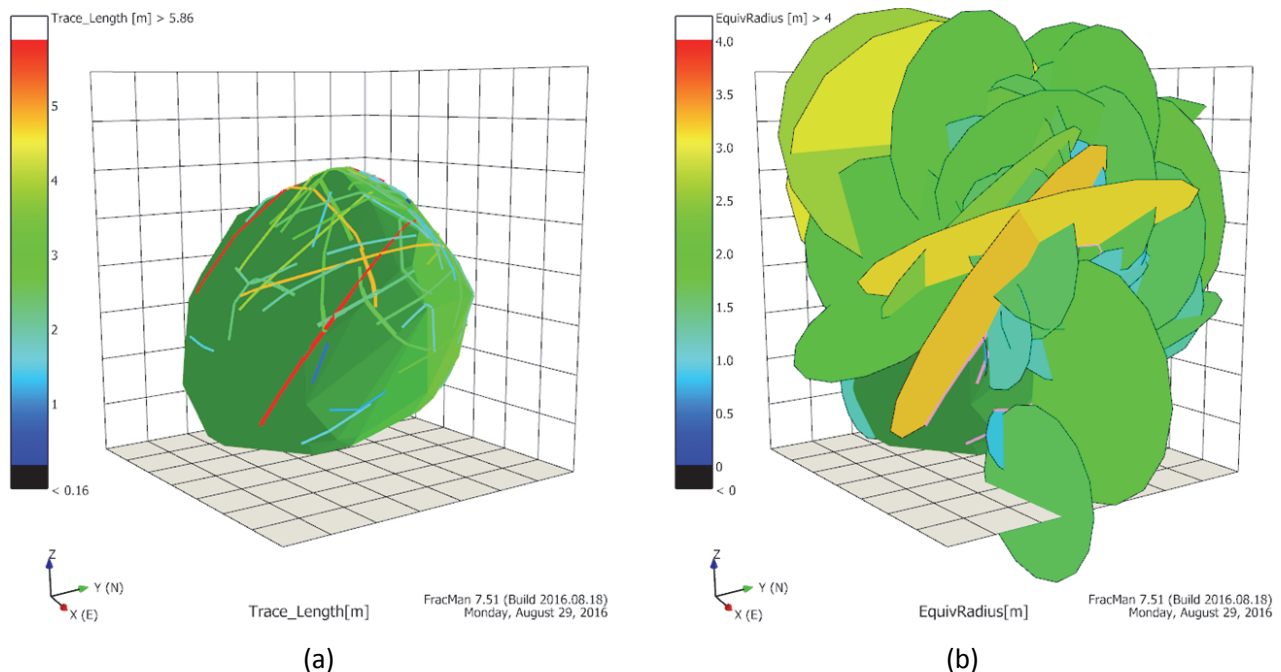 Trace_Length [m] > 5.86
5
4
3
2
1
< 0.16
Z
Y (N)
X (E)
Trace_Length[m]
FracMan 7.51 (Build 2016.08.18)
Monday, August 29, 2016
(a)
EquivRadius [m] > 4
4.0
3.5
3.0
2.5
2.0
1.5
1.0
0.5
0
< 0
Z
Y (N)
X (E)
EquivRadius[m]
FracMan 7.51 (Build 2016.08.18)
Monday, August 29, 2016
(b)